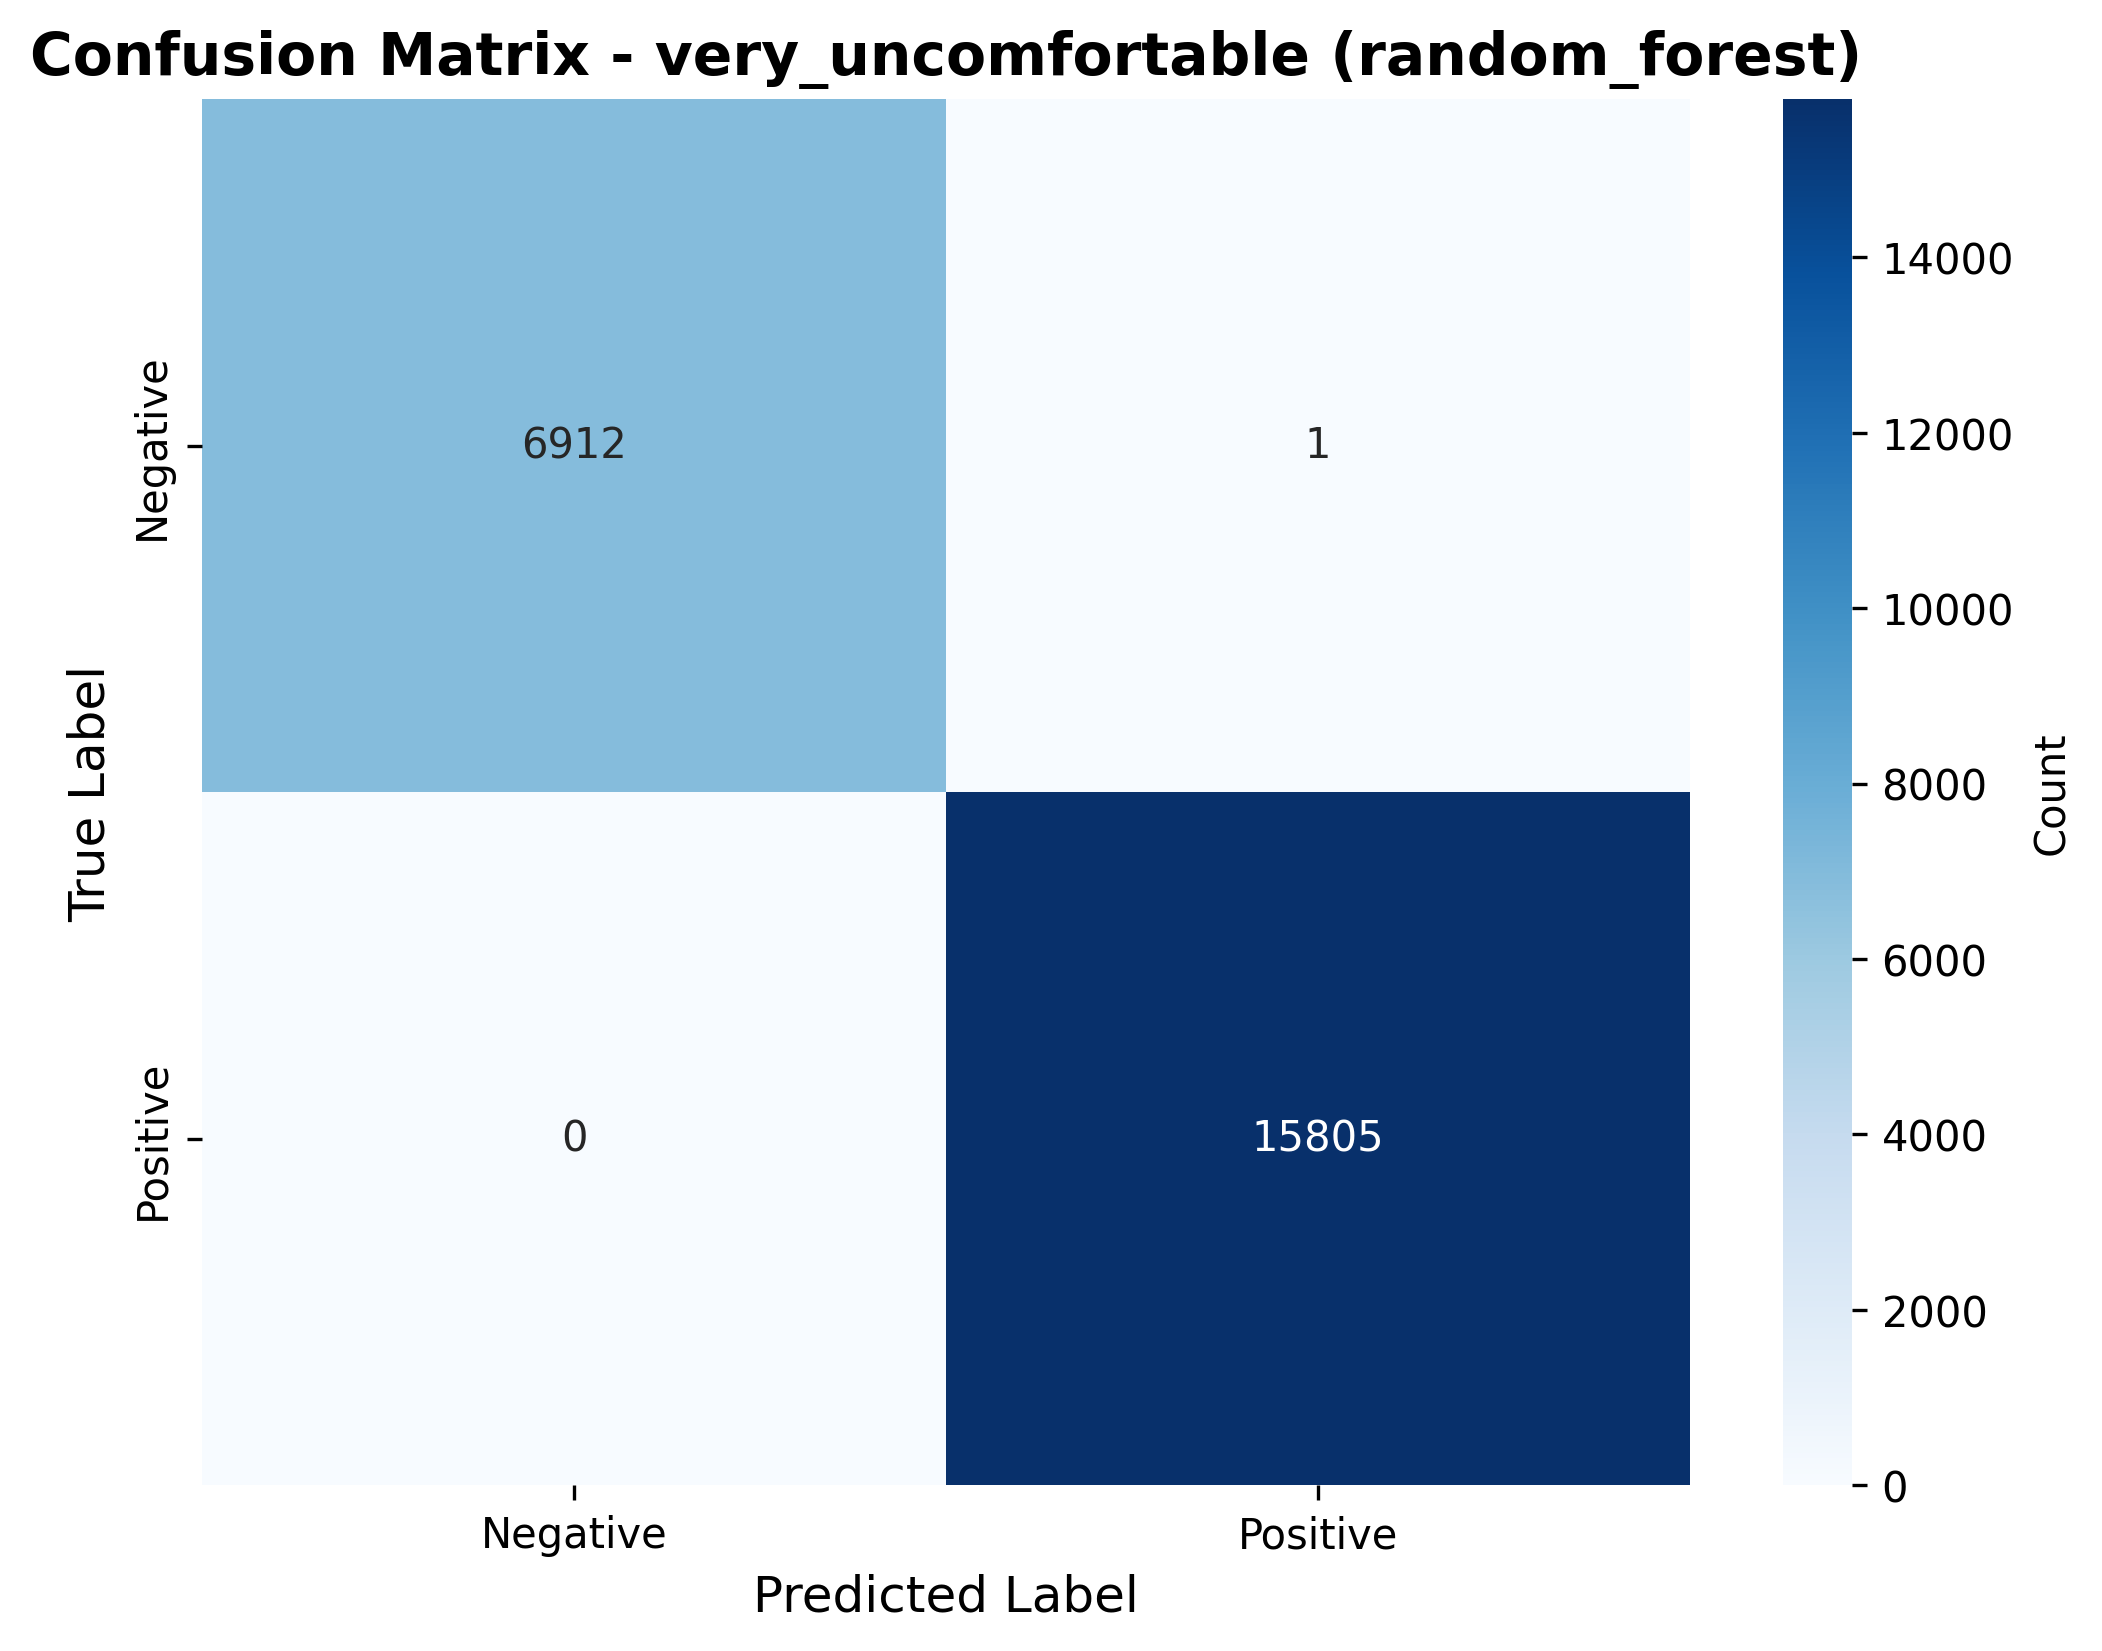 Confusion Matrix - very_uncomfortable (random_forest)
True Label
Negative
Positive
6912
1
0
15805
Negative
Positive
Predicted Label
14000
12000
10000
8000
6000
4000
2000
0
Count